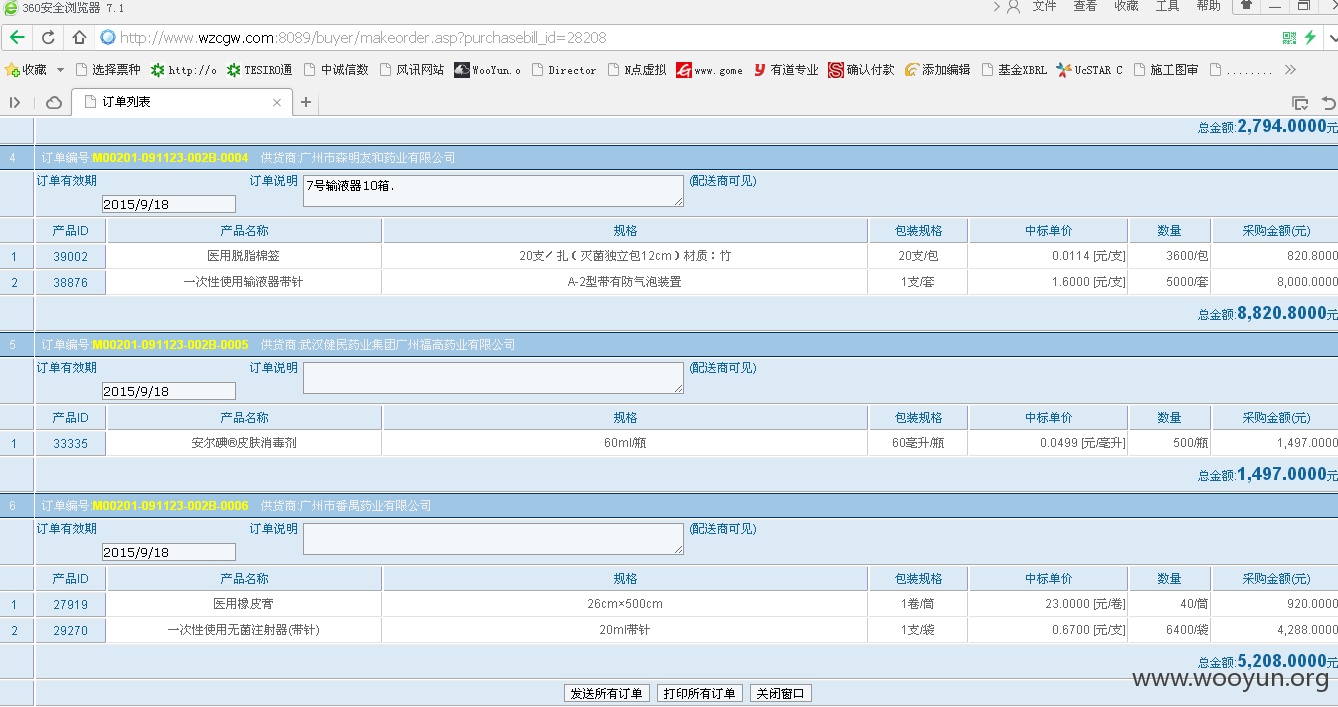 360安全浏览器 7.1
文件 查看 收藏 工具 帮助
http://www.wzcgw.com:8089/buyer/makeorder.asp?purchasebill_id=28208
收藏 选择票种 http://o TESIRO通 中诚信数 风讯网站 WooYun.o Director N点虚拟 www.gome 有道专业 确认付款 添加编辑 基金XBRL UcSTAR C 施工图审 ........
订单列表
总金额:2,794.0000元
4 订单编号:M00201-091123-002B-0004 供货商:广州市森明友和药业有限公司
订单有效期 订单说明 7号输液器10箱. (配送商可见)
2015/9/18
产品ID 产品名称 规格 包装规格 中标单价 数量 采购金额(元)
1 39002 医用脱脂棉签 20支／扎（灭菌独立包12cm）材质：竹 20支/包 0.0114 [元/支] 3600/包 820.8000
2 38876 一次性使用输液器带针 A-2型带有防气泡装置 1支/套 1.6000 [元/支] 5000/套 8,000.0000
总金额:8,820.8000元
5 订单编号:M00201-091123-002B-0005 供货商:武汉健民药业集团广州福高药业有限公司
订单有效期 订单说明 (配送商可见)
2015/9/18
产品ID 产品名称 规格 包装规格 中标单价 数量 采购金额(元)
1 33335 安尔碘®皮肤消毒剂 60ml/瓶 60毫升/瓶 0.0499 [元/毫升] 500/瓶 1,497.0000
总金额:1,497.0000元
6 订单编号:M00201-091123-002B-0006 供货商:广州市番禺药业有限公司
订单有效期 订单说明 (配送商可见)
2015/9/18
产品ID 产品名称 规格 包装规格 中标单价 数量 采购金额(元)
1 27919 医用橡皮膏 26cm×500cm 1卷/筒 23.0000 [元/卷] 40/筒 920.0000
2 29270 一次性使用无菌注射器(带针) 20ml带针 1支/袋 0.6700 [元/支] 6400/袋 4,288.0000
总金额:5,208.0000元
www.wooyun.org
发送所有订单 打印所有订单 关闭窗口